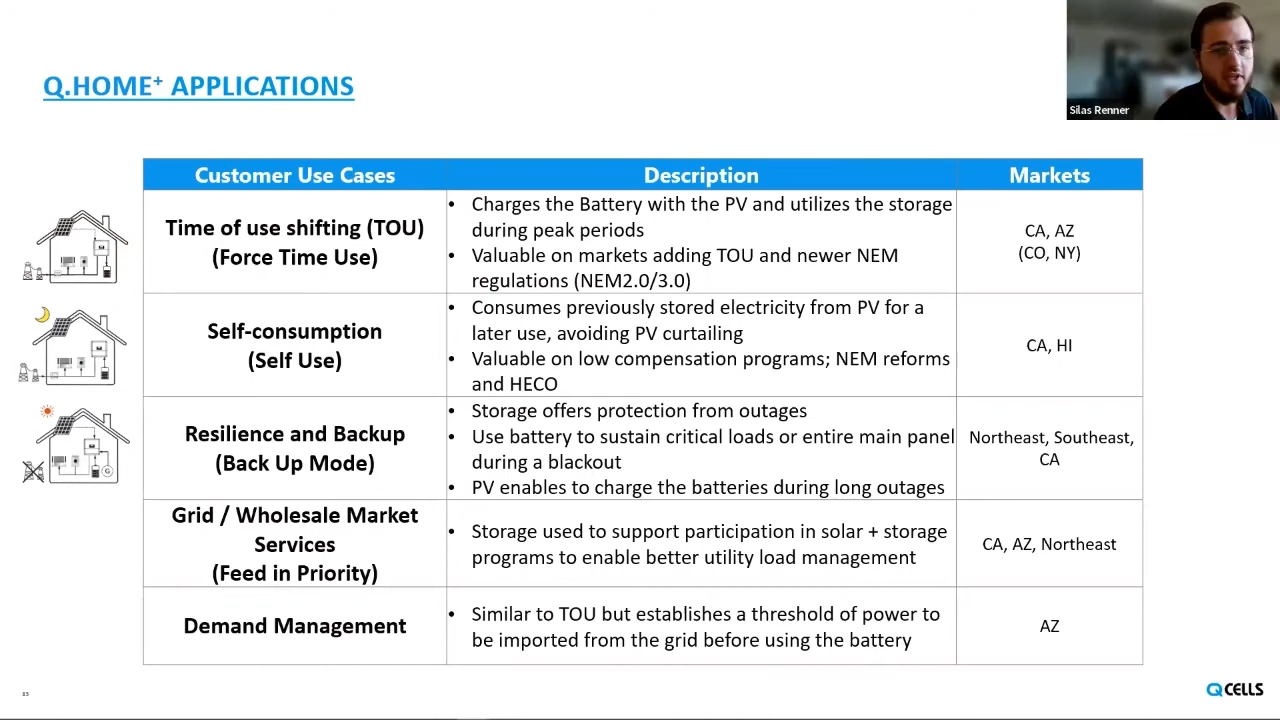 Q.HOME+ APPLICATIONS
Silas Renner
Customer Use Cases
Description
Markets
Time of use shifting (TOU)
(Force Time Use)
• Charges the Battery with the PV and utilizes the storage
during peak periods
• Valuable on markets adding TOU and newer NEM
regulations (NEM2.0/3.0)
CA, AZ
(CO, NY)
Self-consumption
(Self Use)
• Consumes previously stored electricity from PV for a
later use, avoiding PV curtailing
• Valuable on low compensation programs; NEM reforms
and HECO
CA, HI
Resilience and Backup
(Back Up Mode)
• Storage offers protection from outages
• Use battery to sustain critical loads or entire main panel
during a blackout
• PV enables to charge the batteries during long outages
Northeast, Southeast,
CA
G
Grid / Wholesale Market
Services
(Feed in Priority)
• Storage used to support participation in solar + storage
programs to enable better utility load management
CA, AZ, Northeast
Demand Management
• Similar to TOU but establishes a threshold of power to
be imported from the grid before using the battery
AZ
13
QCELLS